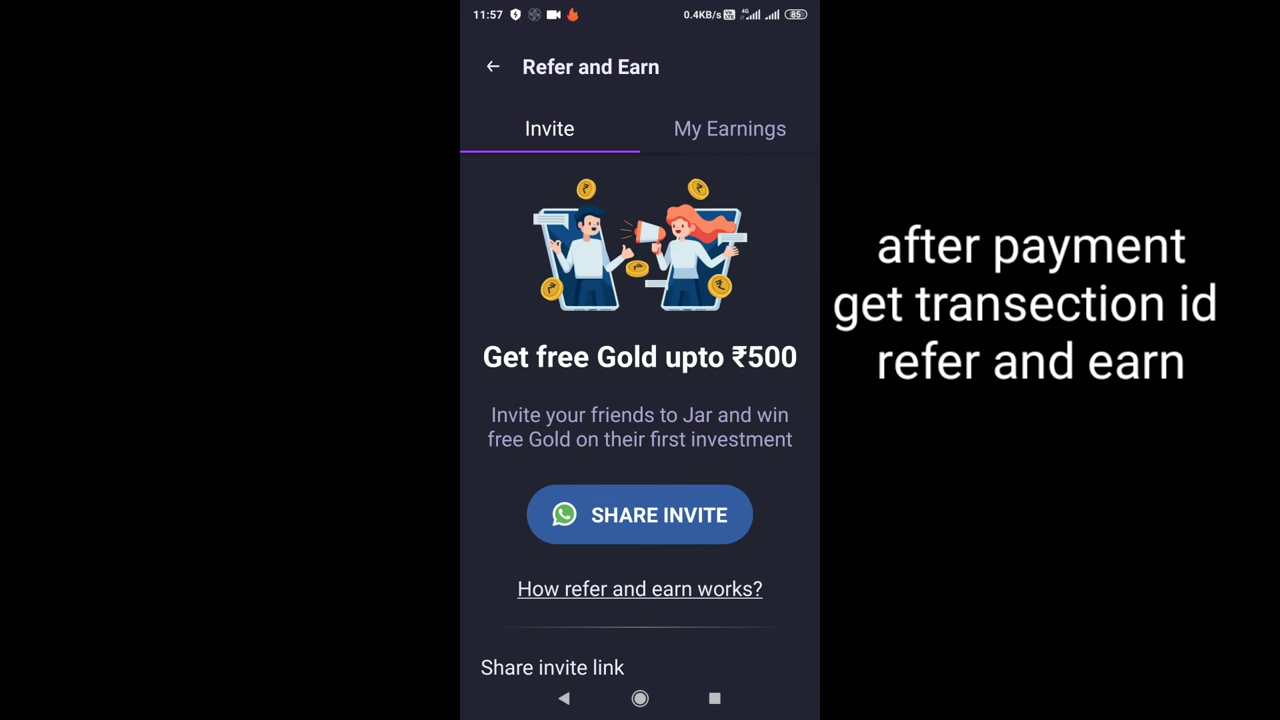 11:57
0.4KB/s
4G
85
Refer and Earn
Invite
My Earnings
Get free Gold upto ₹500
Invite your friends to Jar and win
free Gold on their first investment
SHARE INVITE
How refer and earn works?
Share invite link
after payment
get transection id
refer and earn